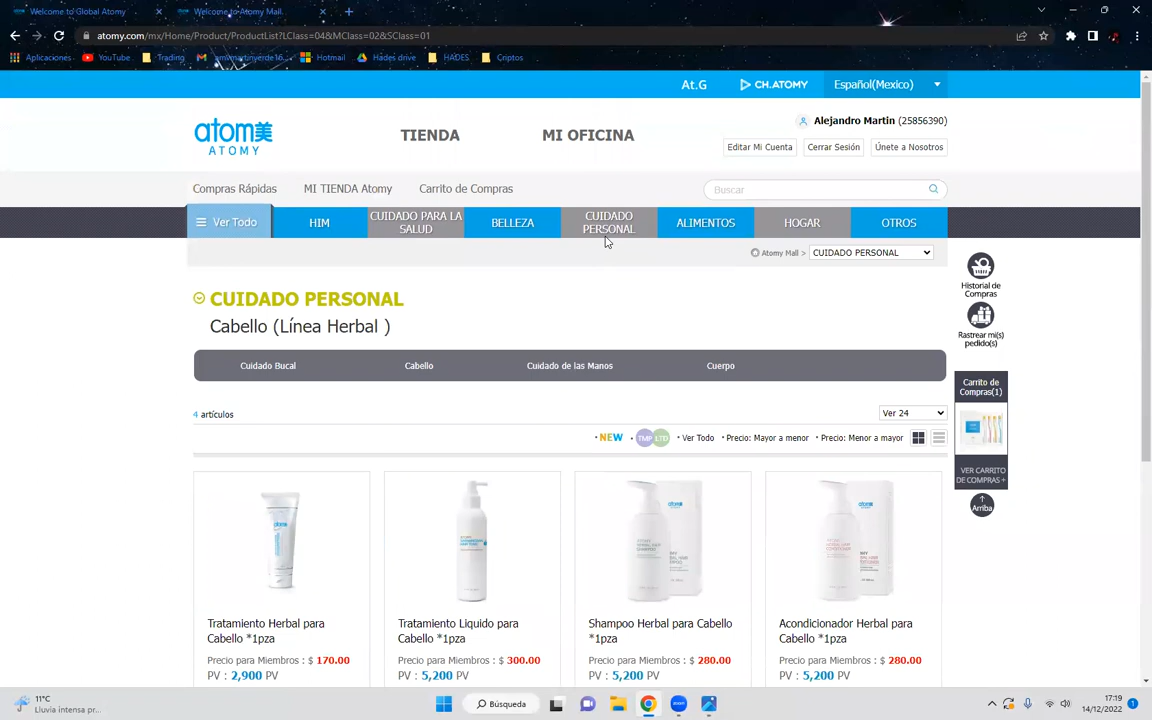 Welcome to Global Atomy
Welcome to Atomy Mail.
atomy.com/mx/Home/Product/ProductList?LClass=04&MClass=02&SClass=01
Aplicaciones YouTube Trading Hotmail Hades drive HADES Criptos
At.G CH.ATOMY Español(Mexico)
atom美
ATOMY
TIENDA MI OFICINA
Alejandro Martin (25856390)
Editar Mi Cuenta Cerrar Sesión Únete a Nosotros
Compras Rápidas MI TIENDA Atomy Carrito de Compras Buscar
Ver Todo HIM CUIDADO PARA LA SALUD BELLEZA CUIDADO PERSONAL ALIMENTOS HOGAR OTROS
Atomy Mall > CUIDADO PERSONAL
Historial de
Compras
Rastrear mi(s)
pedido(s)
CUIDADO PERSONAL
Cabello (Línea Herbal )
Cuidado Bucal Cabello Cuidado de las Manos Cuerpo
Carrito de
Compras(1)
VER CARRITO
DE COMPRAS +
Arriba
4 artículos Ver 24
NEW TMP LTD Ver Todo Precio: Mayor a menor Precio: Menor a mayor
Tratamiento Herbal para
Cabello *1pza
Precio para Miembros : $ 170.00
PV : 2,900 PV
Tratamiento Liquido para
Cabello *1pza
Precio para Miembros : $ 300.00
PV : 5,200 PV
Shampoo Herbal para Cabello
*1pza
Precio para Miembros : $ 280.00
PV : 5,200 PV
Acondicionador Herbal para
Cabello *1pza
Precio para Miembros : $ 280.00
PV : 5,200 PV
11°C
Lluvia intensa pr...
Búsqueda
17:19
14/12/2022
1